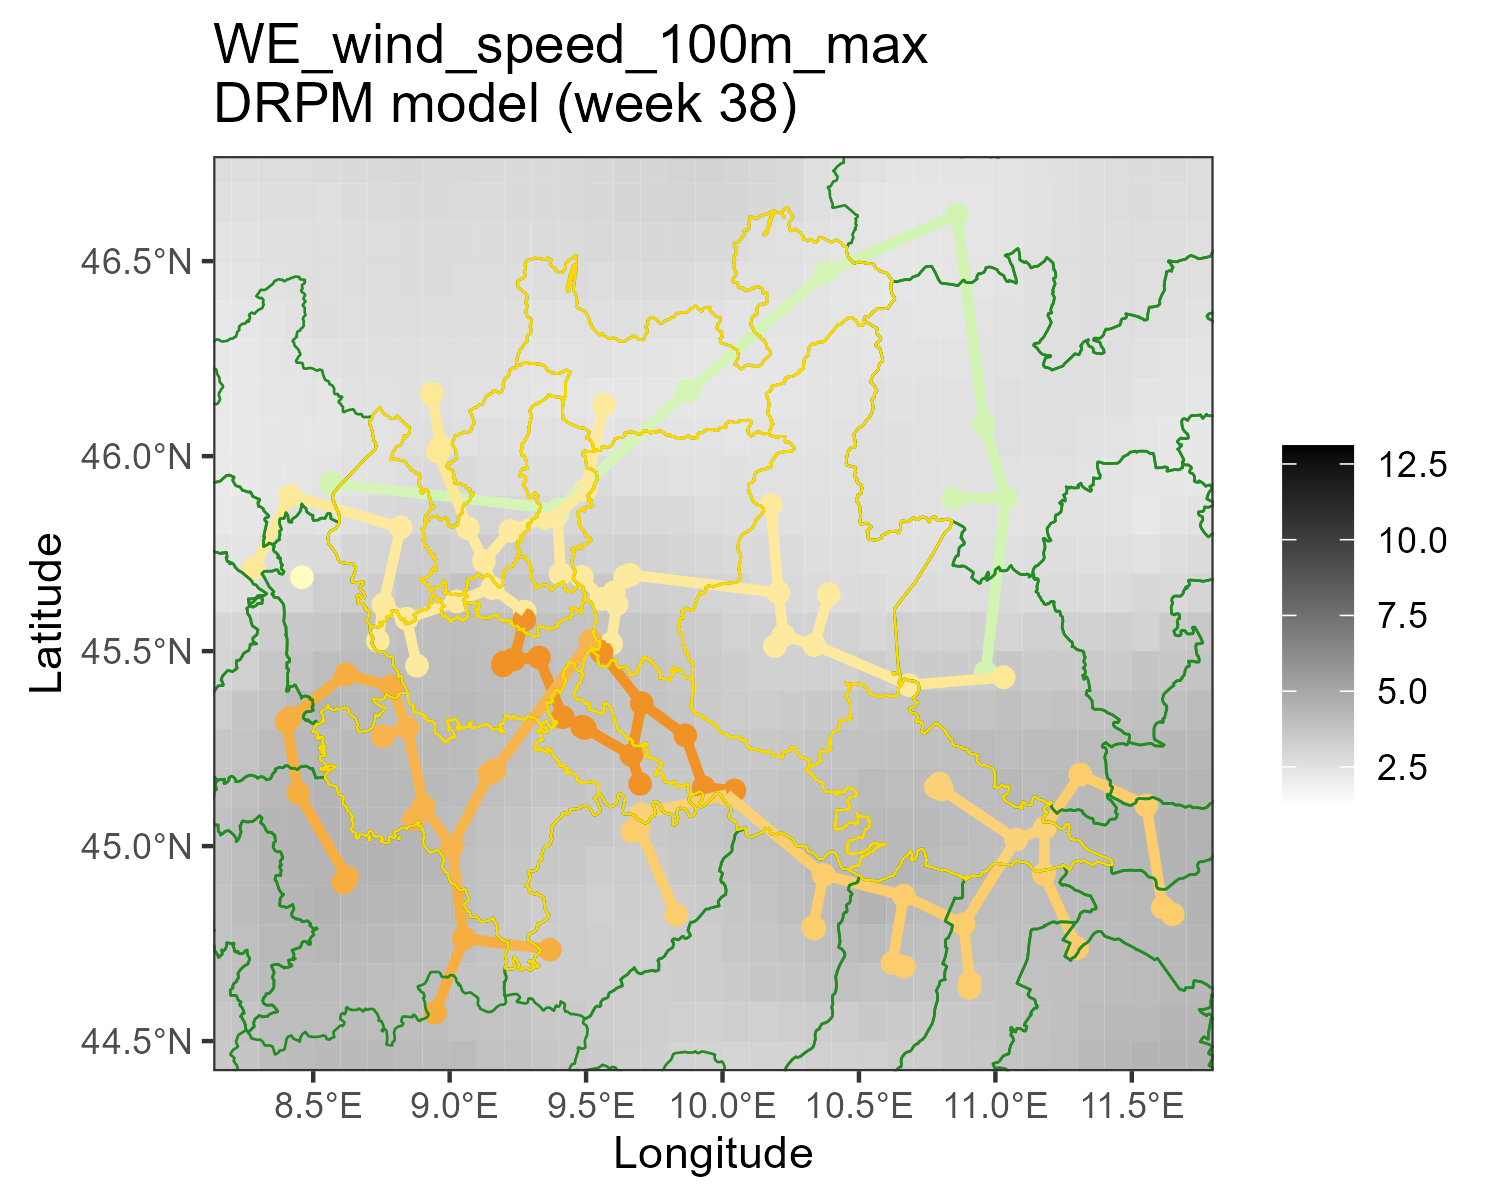 WE_wind_speed_100m_max
DRPM model (week 38)
46.5°N
46.0°N
45.5°N
45.0°N
44.5°N
Latitude
8.5°E 9.0°E 9.5°E 10.0°E 10.5°E 11.0°E 11.5°E
Longitude
12.5
10.0
7.5
5.0
2.5